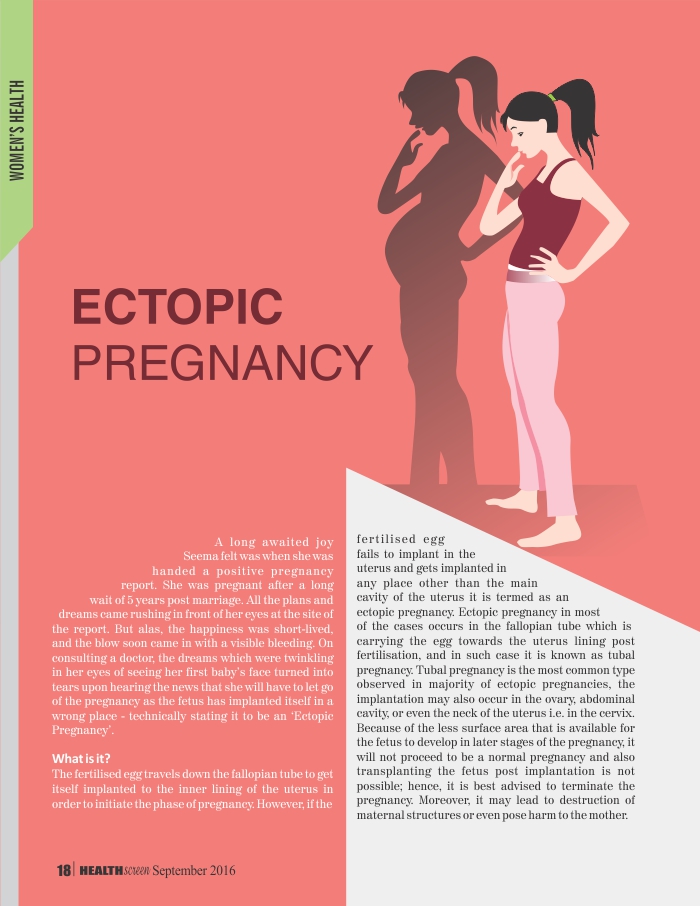 WOMEN'S HEALTH
ECTOPIC
PREGNANCY
A long awaited joy
Seema felt was when she was
handed a positive pregnancy
report. She was pregnant after a long
wait of 5 years post marriage. All the plans and
dreams came rushing in front of her eyes at the site of
the report. But alas, the happiness was short-lived,
and the blow soon came in with a visible bleeding. On
consulting a doctor, the dreams which were twinkling
in her eyes of seeing her first baby's face turned into
tears upon hearing the news that she will have to let go
of the pregnancy as the fetus has implanted itself in a
wrong place - technically stating it to be an 'Ectopic
Pregnancy'.
What is it?
The fertilised egg travels down the fallopian tube to get
itself implanted to the inner lining of the uterus in
order to initiate the phase of pregnancy. However, if the
fertilised egg
fails to implant in the
uterus and gets implanted in
any place other than the main
cavity of the uterus it is termed as an
ectopic pregnancy. Ectopic pregnancy in most
of the cases occurs in the fallopian tube which is
carrying the egg towards the uterus lining post
fertilisation, and in such case it is known as tubal
pregnancy. Tubal pregnancy is the most common type
observed in majority of ectopic pregnancies, the
implantation may also occur in the ovary, abdominal
cavity, or even the neck of the uterus i.e. in the cervix.
Because of the less surface area that is available for
the fetus to develop in later stages of the pregnancy, it
will not proceed to be a normal pregnancy and also
transplanting the fetus post implantation is not
possible; hence, it is best advised to terminate the
pregnancy. Moreover, it may lead to destruction of
maternal structures or even pose harm to the mother.
18 HEALTHscreen September 2016